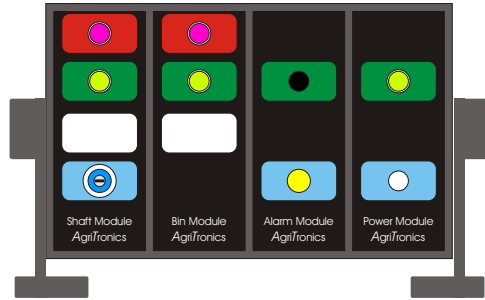 Shaft Module
AgriTronics
Bin Module
AgriTronics
Alarm Module
AgriTronics
Power Module
AgriTronics